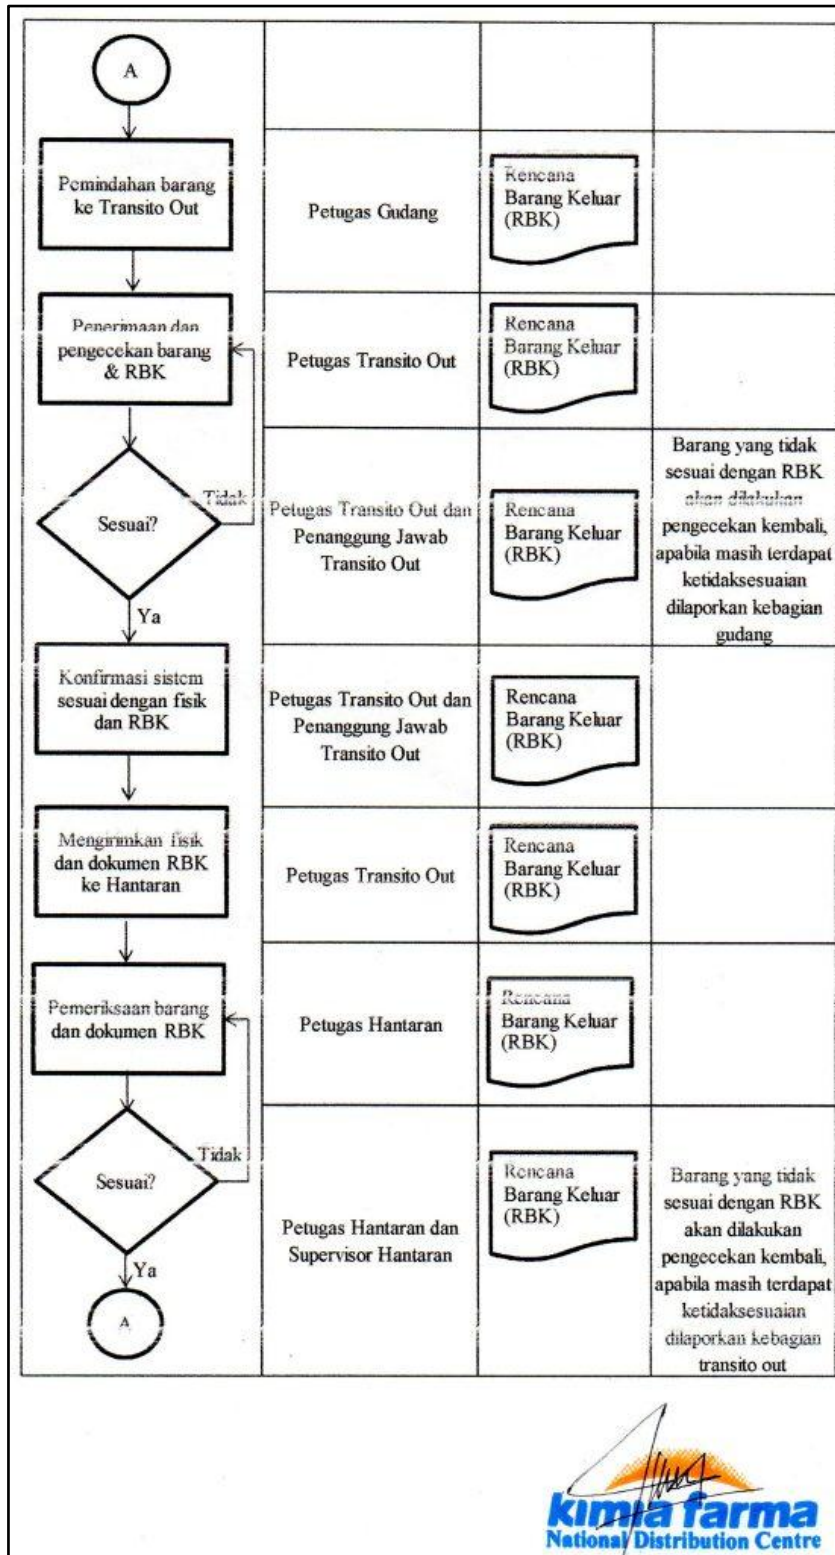 A
Pemindahan barang
ke Transito Out
Petugas Gudang
Rencana
Barang Keluar
(RBK)
Penerimaan dan
pengecekan barang
& RBK
Petugas Transito Out
Rencana
Barang Keluar
(RBK)
Sesuai?
Tidak
Ya
Petugas Transito Out dan
Penanggung Jawab
Transito Out
Rencana
Barang Keluar
(RBK)
Barang yang tidak
sesuai dengan RBK
akan dilakukan
pengecekan kembali,
apabila masih terdapat
ketidaksesuaian
dilaporkan kebagian
gudang
Konfirmasi sistem
sesuai dengan fisik
dan RBK
Petugas Transito Out dan
Penanggung Jawab
Transito Out
Rencana
Barang Keluar
(RBK)
Mengirimkan fisik
dan dokumen RBK
ke Hantaran
Petugas Transito Out
Rencana
Barang Keluar
(RBK)
Pemeriksaan barang
dan dokumen RBK
Petugas Hantaran
Rencana
Barang Keluar
(RBK)
Sesuai?
Tidak
Ya
Petugas Hantaran dan
Supervisor Hantaran
Rencana
Barang Keluar
(RBK)
Barang yang tidak
sesuai dengan RBK
akan dilakukan
pengecekan kembali,
apabila masih terdapat
ketidaksesuaian
dilaporkan kebagian
transito out
A
kimia farma
National Distribution Centre